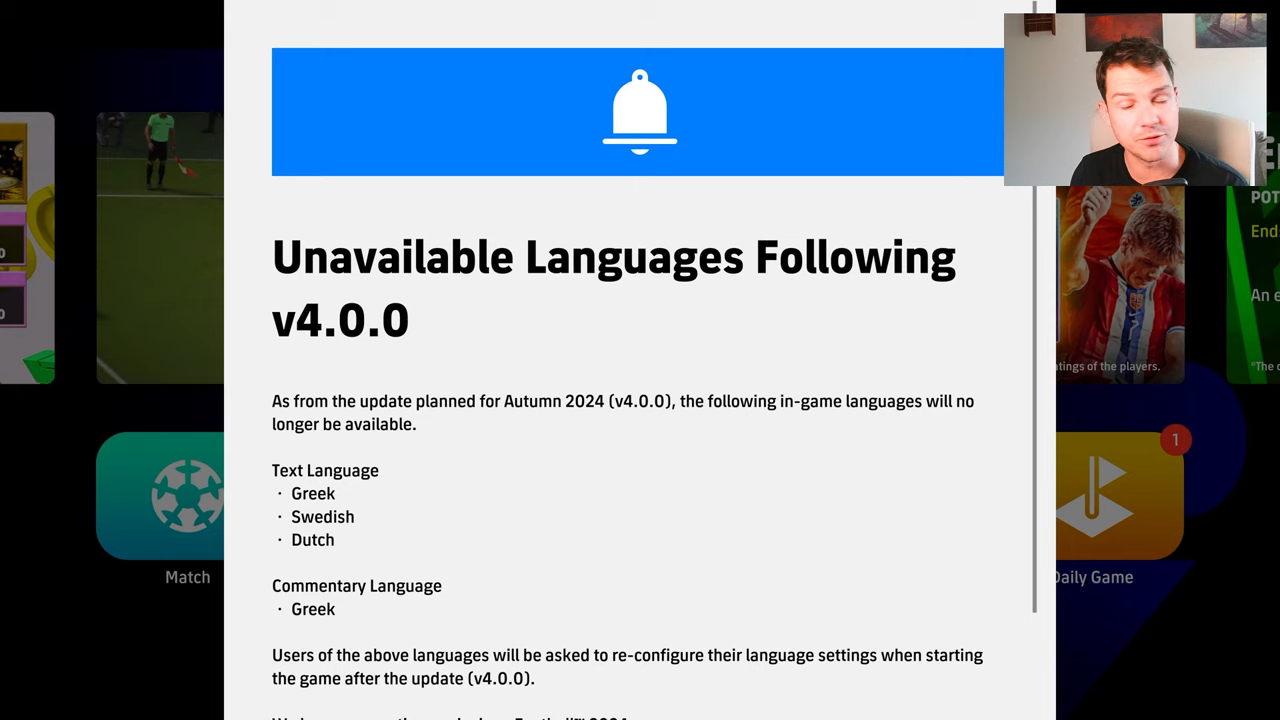 Unavailable Languages Following
v4.0.0
As from the update planned for Autumn 2024 (v4.0.0), the following in-game languages will no
longer be available.
Text Language
· Greek
· Swedish
· Dutch
Commentary Language
· Greek
Users of the above languages will be asked to re-configure their language settings when starting
the game after the update (v4.0.0).
POT
End
An e
ratings of the players.
*The
1
Match
Daily Game